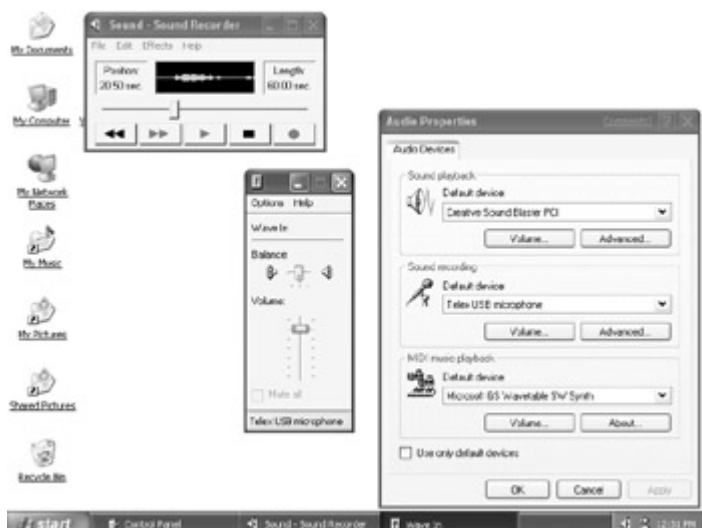 My Documents
My Computer
My Network
Places
My Music
My Pictures
Shared Pictures
Recycle Bin
Sound - Sound Recorder
File Edit Effects Help
Position:
20.50 sec.
Length:
60.00 sec.
Options Help
Wave In
Balance
Volume:
Mute all
Telex USB microphone
Audio Properties
Comments?
Audio Devices
Sound playback
Default device:
Creative Sound Blaster PCI
Volume... Advanced...
Sound recording
Default device:
Telex USB microphone
Volume... Advanced...
MIDI music playback
Default device:
Microsoft GS Wavetable SW Synth
Volume... About...
Use only default devices
OK Cancel Apply
start Control Panel Sound - Sound Recorder Wave In 12:51 PM